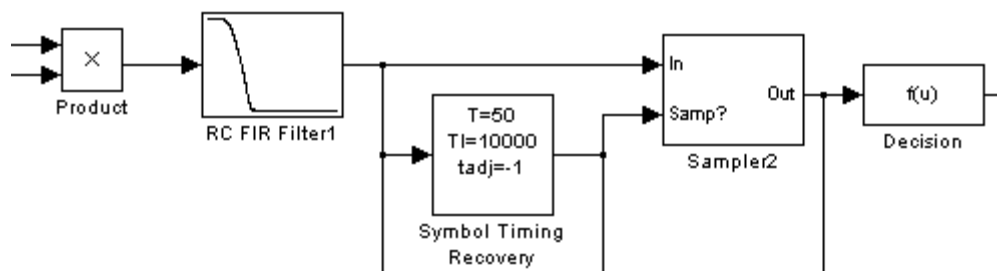 ×
Product
RC FIR Filter1
T=50
TI=10000
tadj=-1
Symbol Timing
Recovery
In
Samp?
Out
Sampler2
f(u)
Decision